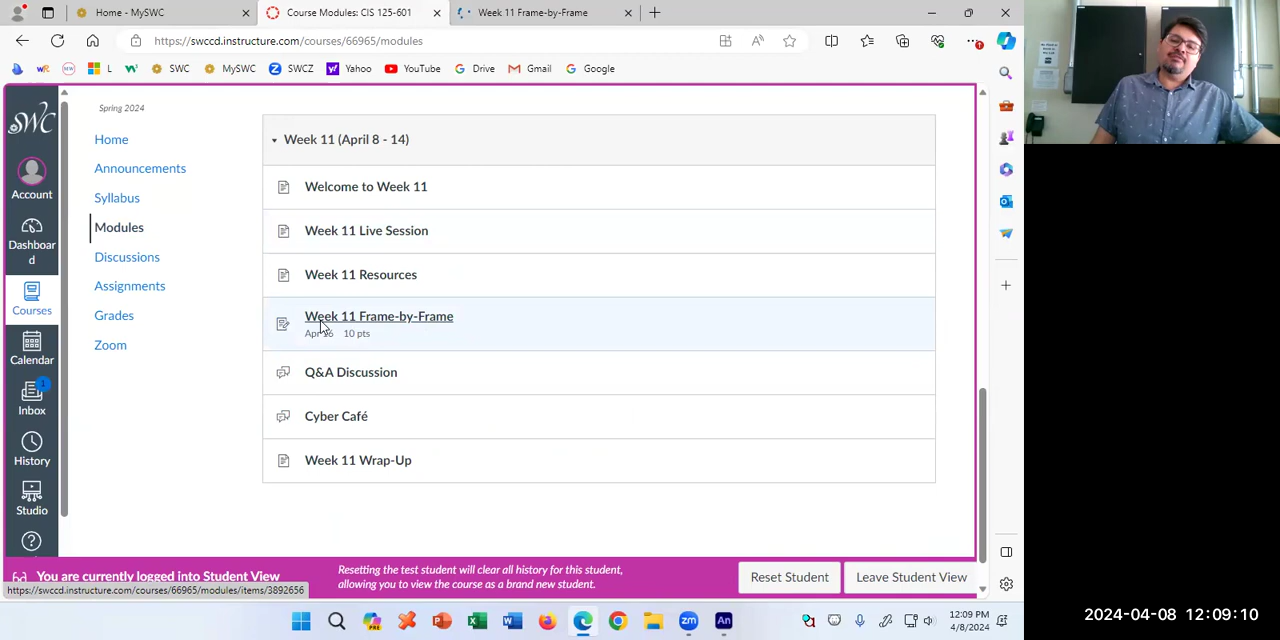 Home - MySWC
Course Modules: CIS 125-601
Week 11 Frame-by-Frame
https://swccd.instructure.com/courses/66965/modules
L
SWC
MySWC
SWCZ
Yahoo
YouTube
Drive
Gmail
Google
SWC
Account
Dashboar
d
Courses
Calendar
1
Inbox
History
Studio
Spring 2024
Home
Announcements
Syllabus
Modules
Discussions
Assignments
Grades
Zoom
Week 11 (April 8 - 14)
Welcome to Week 11
Week 11 Live Session
Week 11 Resources
Week 11 Frame-by-Frame
Apr 16 10 pts
Q&A Discussion
Cyber Café
Week 11 Wrap-Up
You are currently logged into Student View
Resetting the test student will clear all history for this student,
allowing you to view the course as a brand new student.
Reset Student
Leave Student View
https://swccd.instructure.com/courses/66965/modules/items/3892656
12:09 PM
4/8/2024
2024-04-08 12:09:10